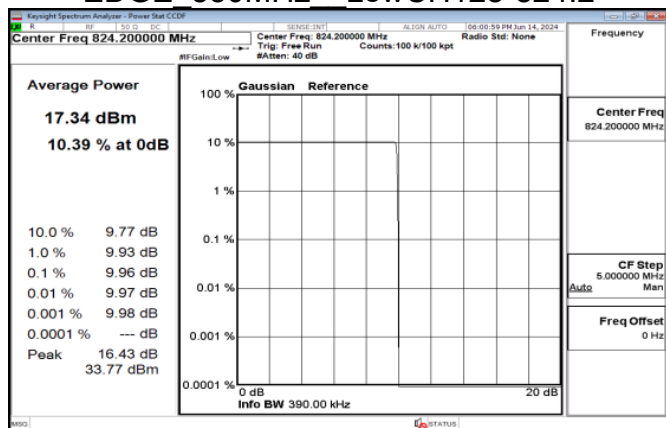 Keysight Spectrum Analyzer - Power Stat CCDF
R RF 50 Ω DC SENSE:INT ALIGN AUTO 06:00:59 PM Jun 14, 2024
Center Freq 824.200000 MHz
Center Freq: 824.200000 MHz Radio Std: None
Trig: Free Run Counts:100 k/100 kpt
#IFGain:Low #Atten: 40 dB
Frequency
Average Power
17.34 dBm
10.39 % at 0dB
10.0 % 9.77 dB
1.0 % 9.93 dB
0.1 % 9.96 dB
0.01 % 9.97 dB
0.001 % 9.98 dB
0.0001 % --- dB
Peak 16.43 dB
33.77 dBm
Gaussian Reference
100 %
10 %
1 %
0.1 %
0.01 %
0.001 %
0.0001 %
0 dB 20 dB
Info BW 390.00 kHz
Center Freq
824.200000 MHz
CF Step
5.000000 MHz
Auto Man
Freq Offset
0 Hz
MSG STATUS